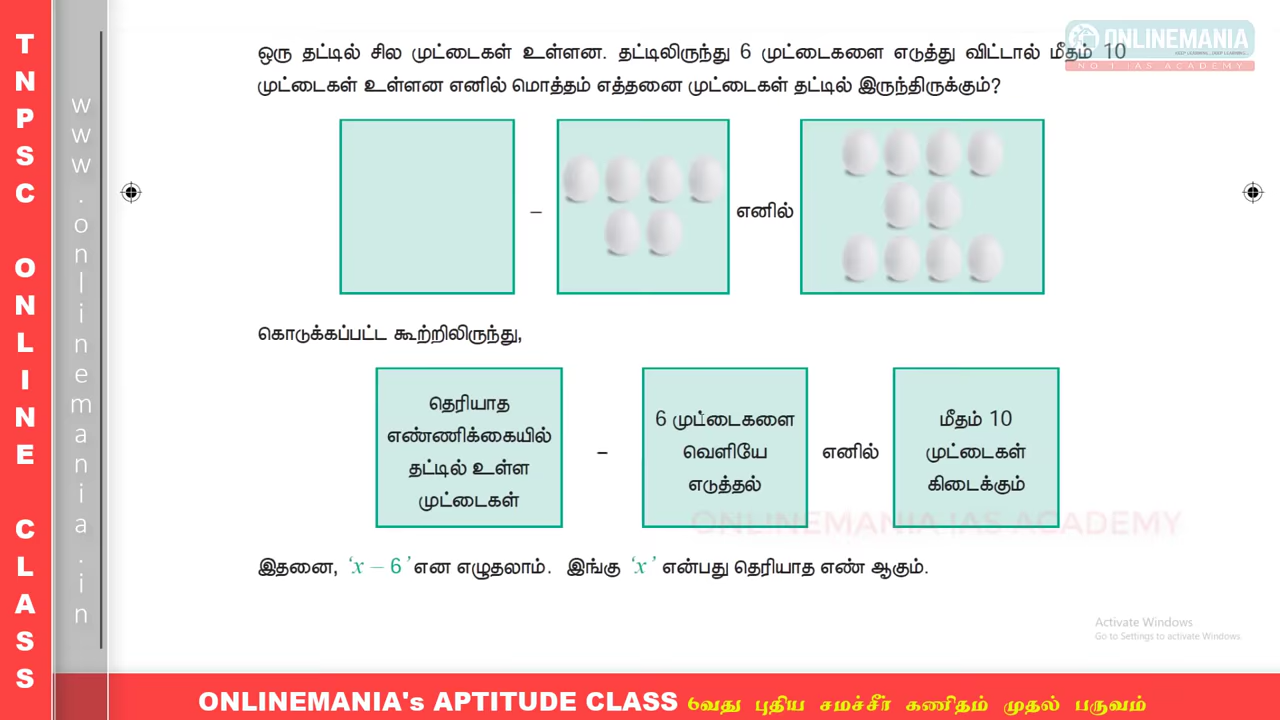 TNPSC ONLINE CLASS
www.onlinemania.in
ONLINEMANIA
KEEP LEARNING...KEEP LEARNING...
NO 1 IAS ACADEMY
ஒரு தட்டில் சில முட்டைகள் உள்ளன. தட்டிலிருந்து 6 முட்டைகளை எடுத்து விட்டால் மீதம் 10
முட்டைகள் உள்ளன எனில் மொத்தம் எத்தனை முட்டைகள் தட்டில் இருந்திருக்கும்?
– எனில்
கொடுக்கப்பட்ட கூற்றிலிருந்து,
தெரியாத
எண்ணிக்கையில்
தட்டில் உள்ள
முட்டைகள்
–
6 முட்டைகளை
வெளியே
எடுத்தல்
எனில்
மீதம் 10
முட்டைகள்
கிடைக்கும்
ONLINEMANIA IAS ACADEMY
இதனை, ‘x – 6’ என எழுதலாம். இங்கு ‘x’ என்பது தெரியாத எண் ஆகும்.
Activate Windows
Go to Settings to activate Windows.
ONLINEMANIA's APTITUDE CLASS 6வது புதிய சமச்சீர் கணிதம் முதல் பருவம்